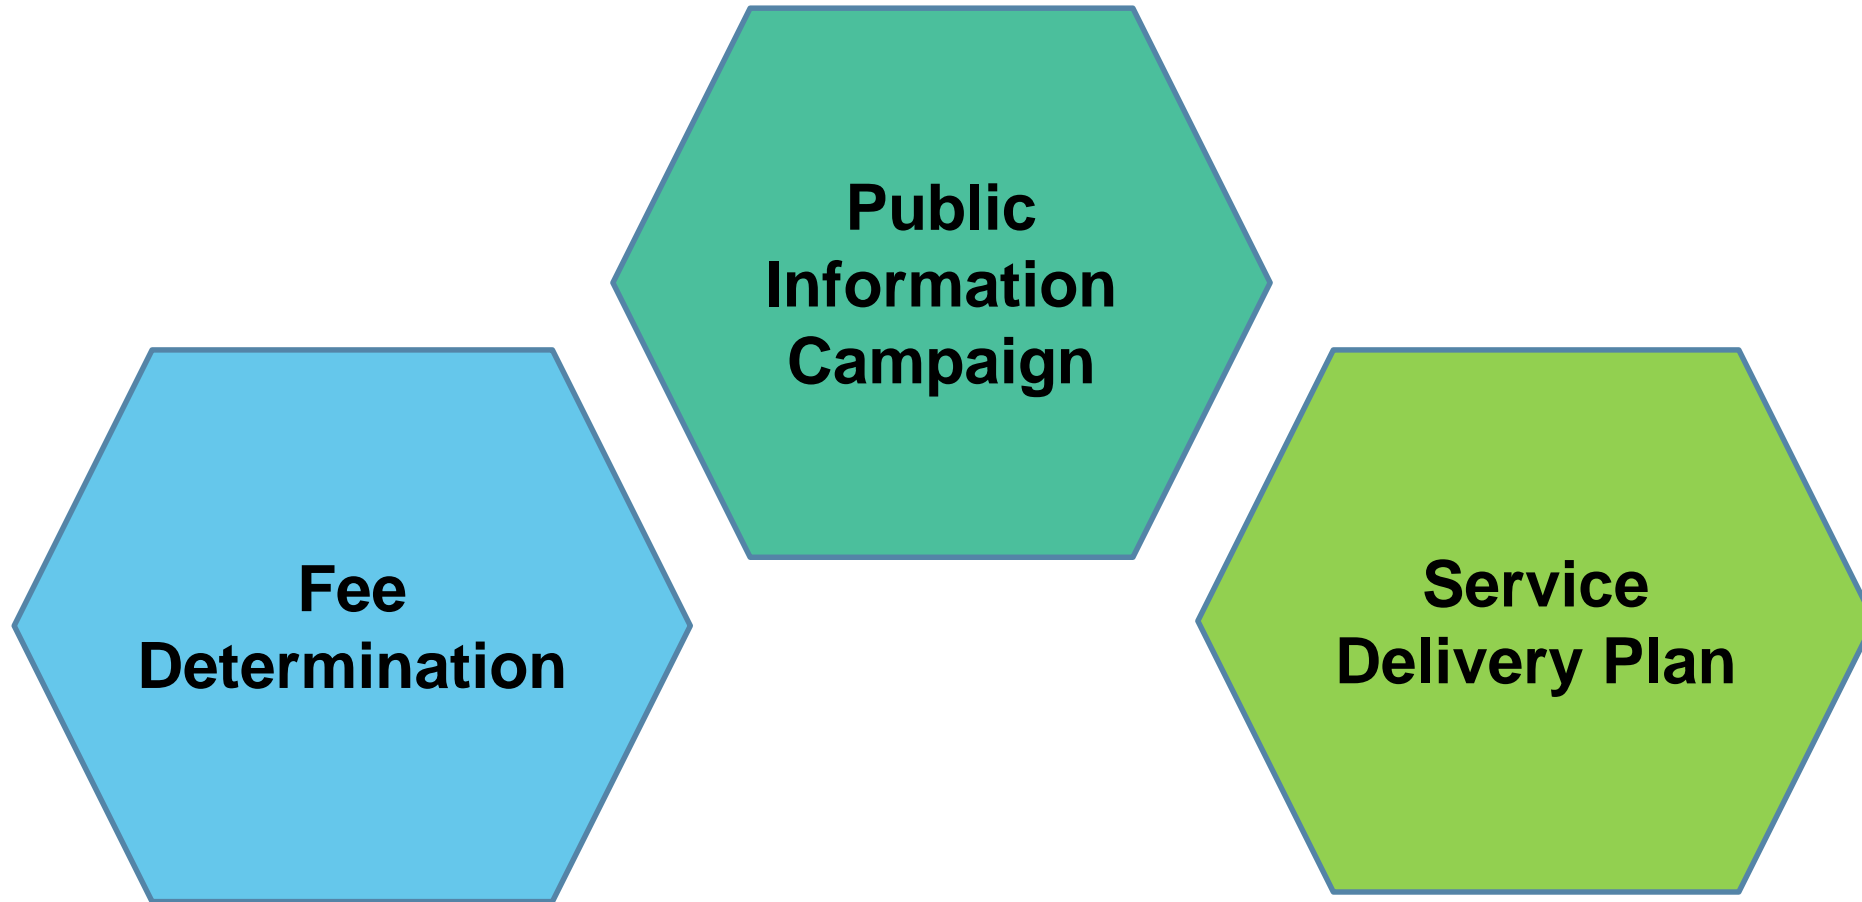 Public
Information
Campaign
Fee
Determination
Service
Delivery Plan